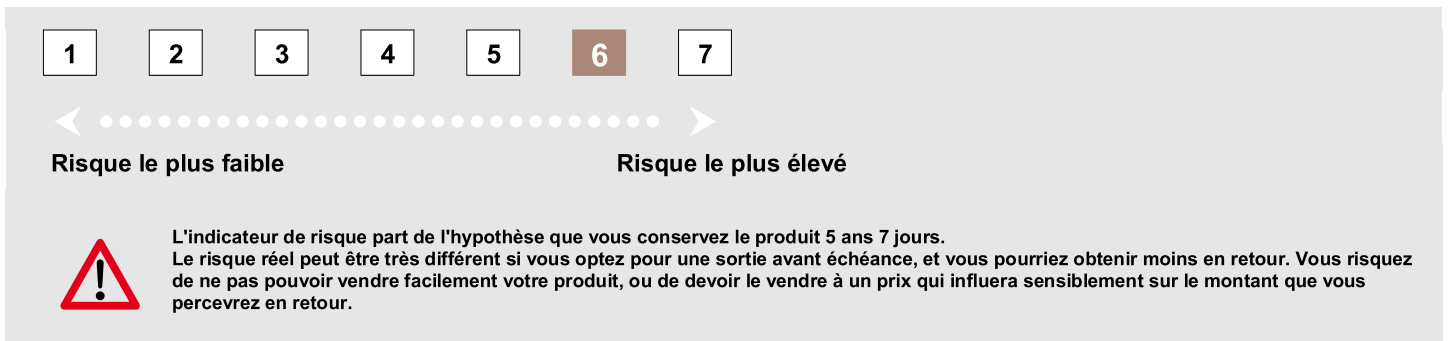 1 2 3 4 5 6 7
Risque le plus faible Risque le plus élevé
L'indicateur de risque part de l'hypothèse que vous conservez le produit 5 ans 7 jours.
Le risque réel peut être très différent si vous optez pour une sortie avant échéance, et vous pourriez obtenir moins en retour. Vous risquez
de ne pas pouvoir vendre facilement votre produit, ou de devoir le vendre à un prix qui influera sensiblement sur le montant que vous
percevrez en retour.